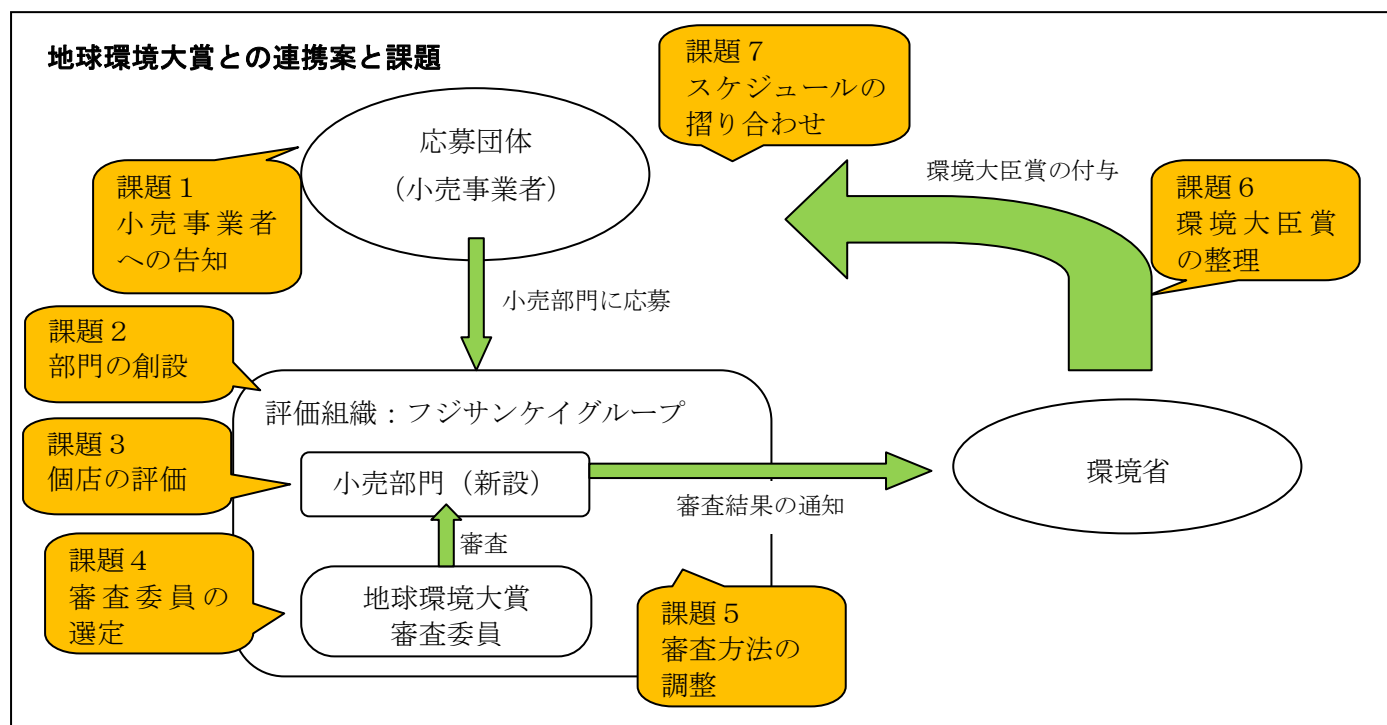 地球環境大賞との連携案と課題
課題７
スケジュールの
摺り合わせ
応募団体
（小売事業者）
環境大臣賞の付与
課題１
小売事業者
への告知
課題６
環境大臣賞
の整理
小売部門に応募
課題２
部門の創設
評価組織：フジサンケイグループ
課題３
個店の評価
小売部門（新設）
環境省
審査結果の通知
審査
課題４
審査委員の
選定
地球環境大賞
審査委員
課題５
審査方法の
調整